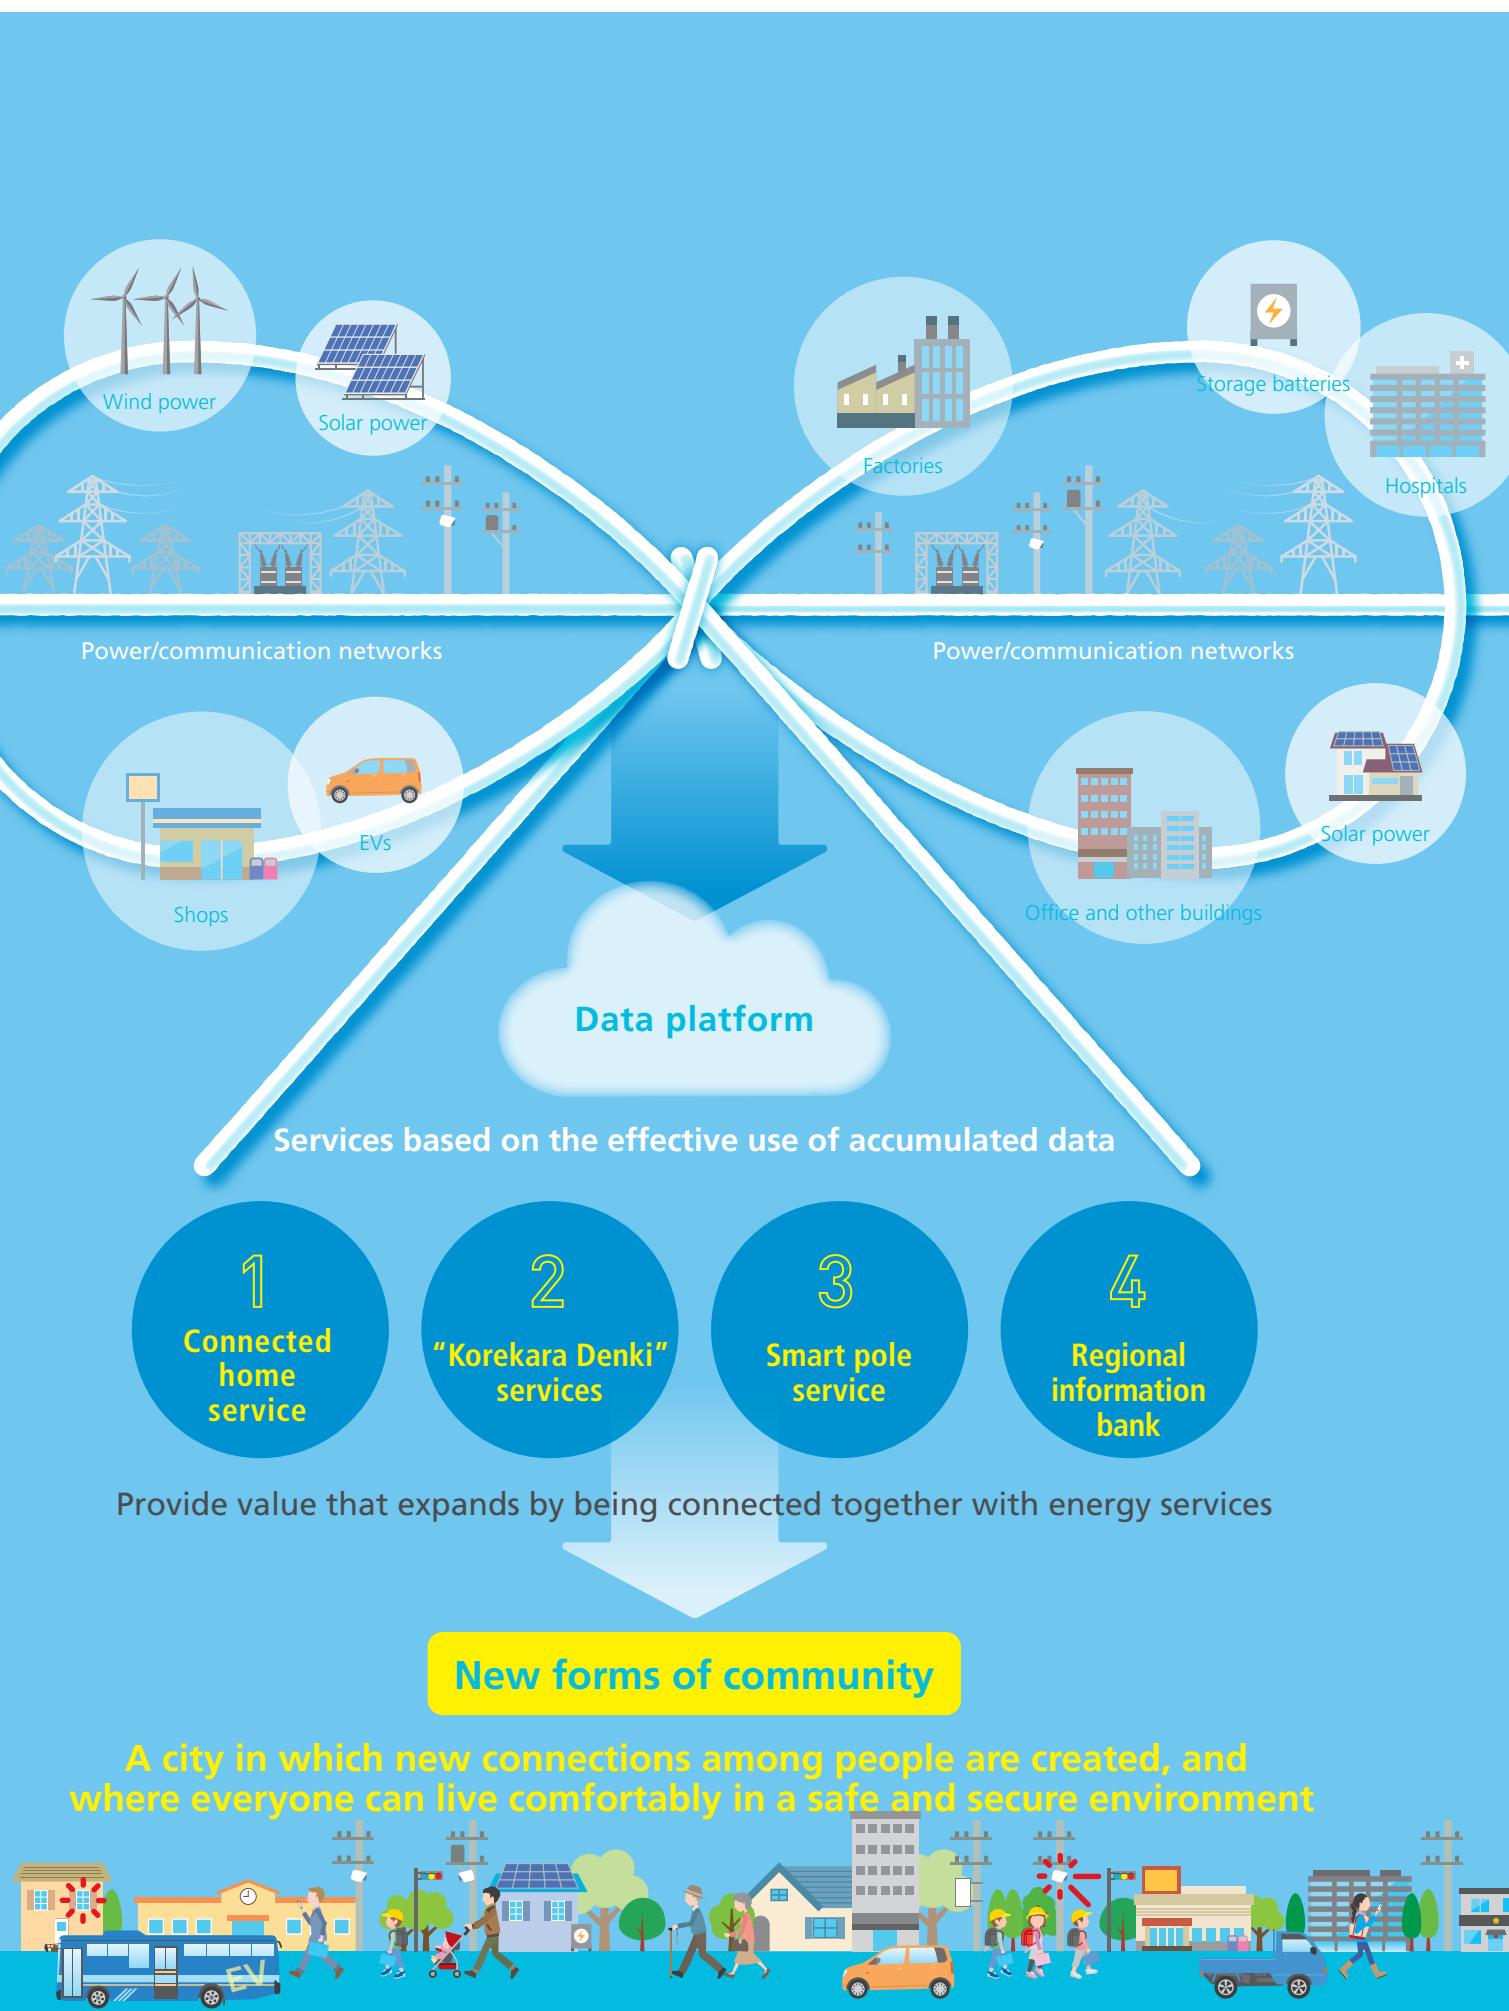 Wind power
Solar power
Factories
Storage batteries
Hospitals
Power/communication networks
Power/communication networks
Shops
EVs
Office and other buildings
Solar power
Data platform
Services based on the effective use of accumulated data
1
Connected
home
service
2
“Korekara Denki”
services
3
Smart pole
service
4
Regional
information
bank
Provide value that expands by being connected together with energy services
New forms of community
A city in which new connections among people are created, and
where everyone can live comfortably in a safe and secure environment
EV